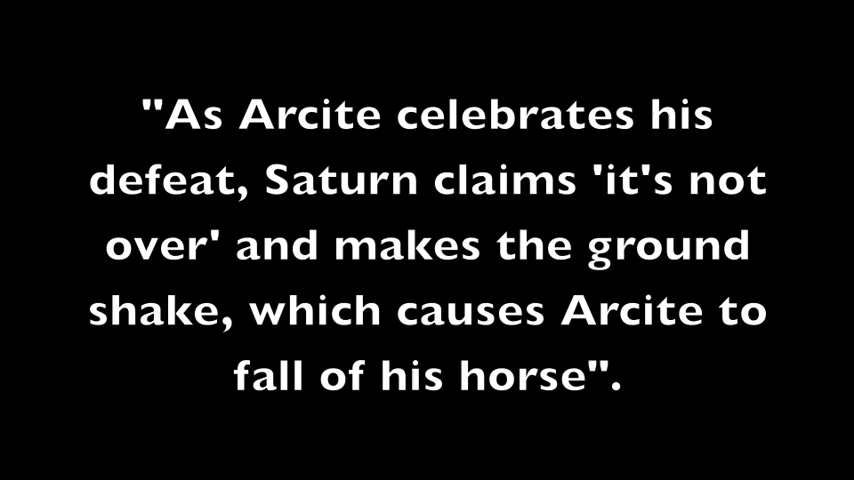 "As Arcite celebrates his
defeat, Saturn claims 'it's not
over' and makes the ground
shake, which causes Arcite to
fall of his horse".